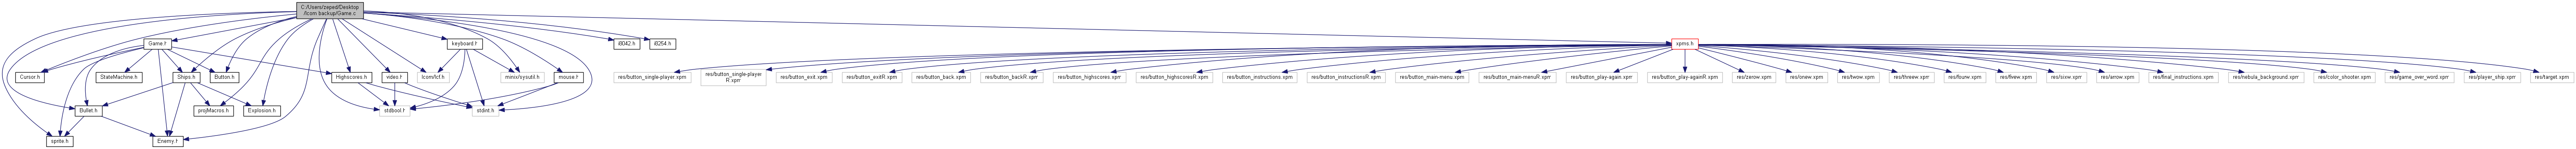 C:/Users/zeped/Desktop
/lcom backup/Game.c
Game.h
keyboard.h
i8042.h
i8254.h
xpms.h
Cursor.h
StateMachine.h
Ships.h
Button.h
Highscores.h
video.h
lcom/lcf.h
minix/sysutil.h
mouse.h
res/button_single-player.xpm
res/button_single-player
R.xpm
res/button_exit.xpm
res/button_exitR.xpm
res/button_back.xpm
res/button_backR.xpm
res/button_highscores.xpm
res/button_highscoresR.xpm
res/button_instructions.xpm
res/button_instructionsR.xpm
res/button_main-menu.xpm
res/button_main-menuR.xpm
res/button_play-again.xpm
res/button_play-againR.xpm
res/zerow.xpm
res/onew.xpm
res/twow.xpm
res/threew.xpm
res/fourw.xpm
res/fivew.xpm
res/sixw.xpm
res/arrow.xpm
res/final_instructions.xpm
res/nebula_background.xpm
res/color_shooter.xpm
res/game_over_word.xpm
res/player_ship.xpm
res/target.xpm
Bullet.h
projMacros.h
Explosion.h
stdbool.h
stdint.h
sprite.h
Enemy.h